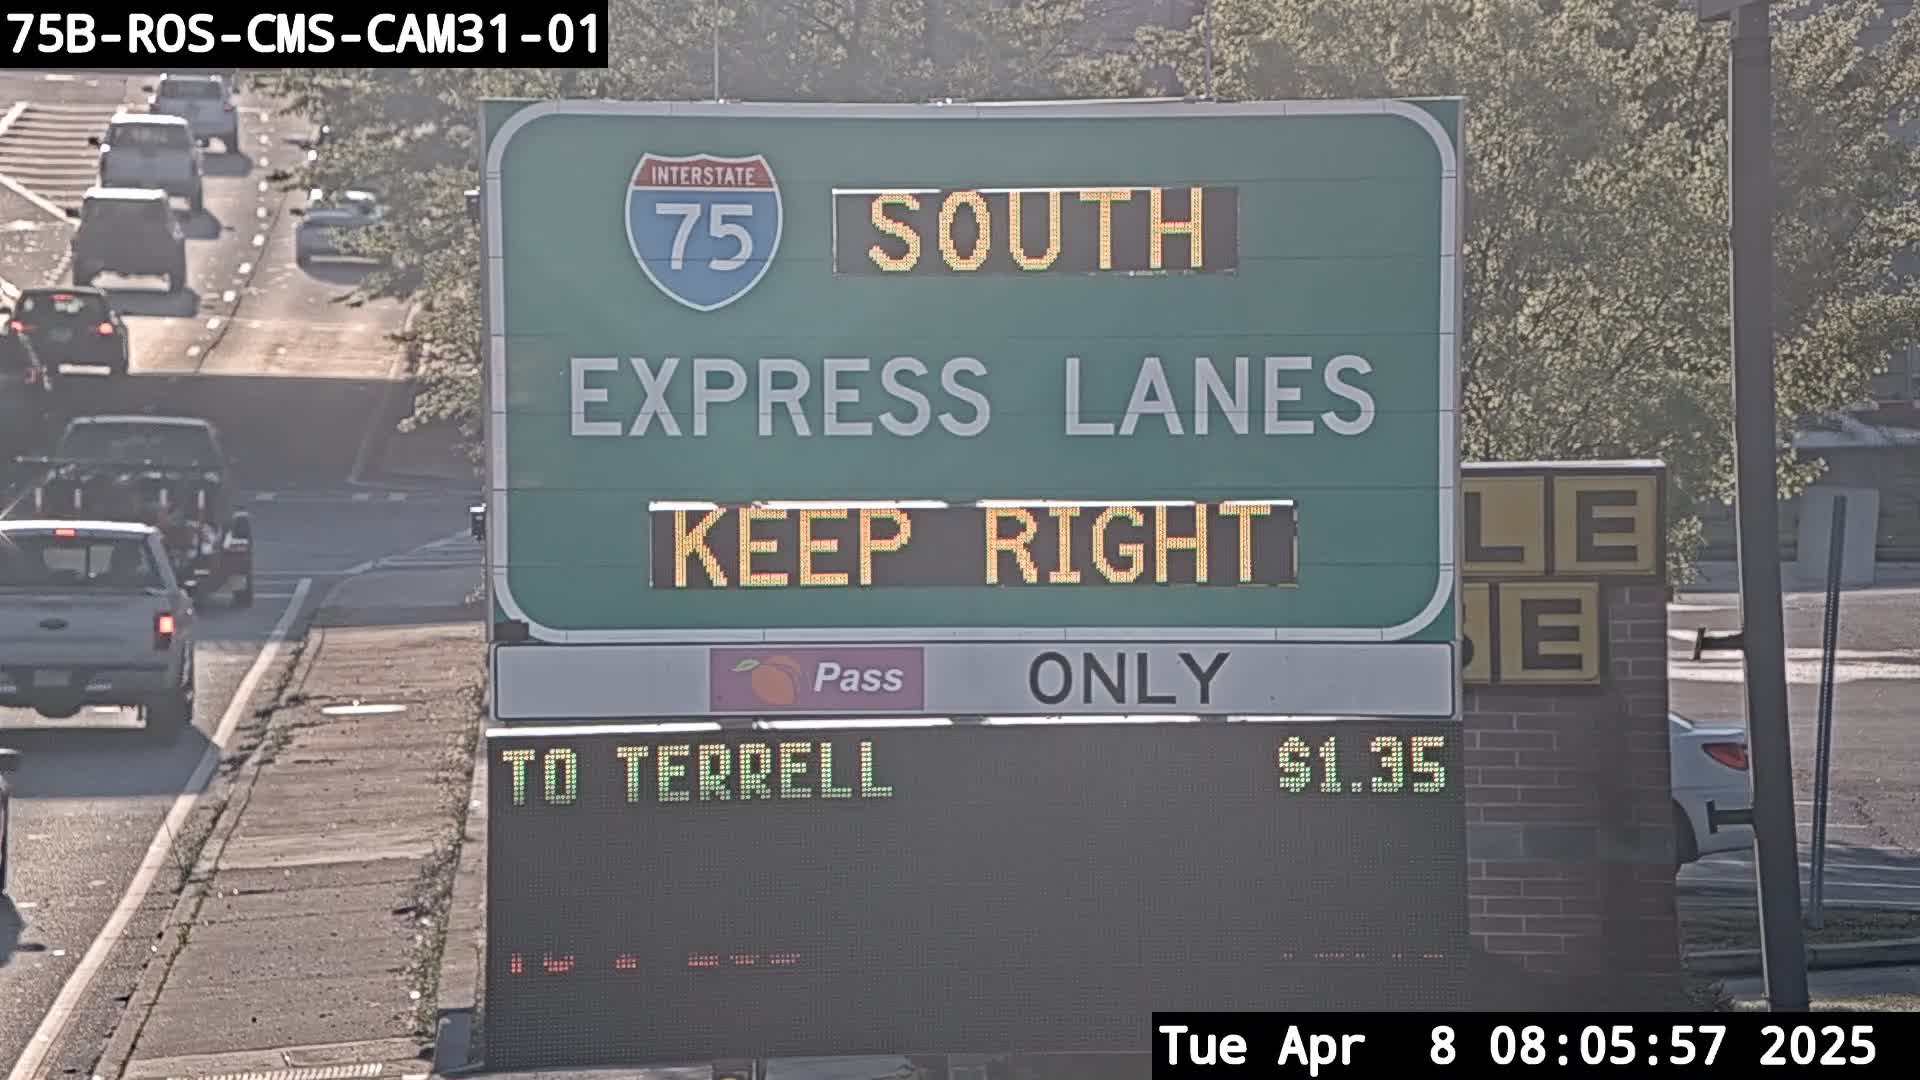 75B-ROS-CMS-CAM31-01
INTERSTATE
75
SOUTH
EXPRESS LANES
KEEP RIGHT
Pass ONLY
TO TERRELL $1.35
LE
E
Tue Apr 8 08:05:57 2025